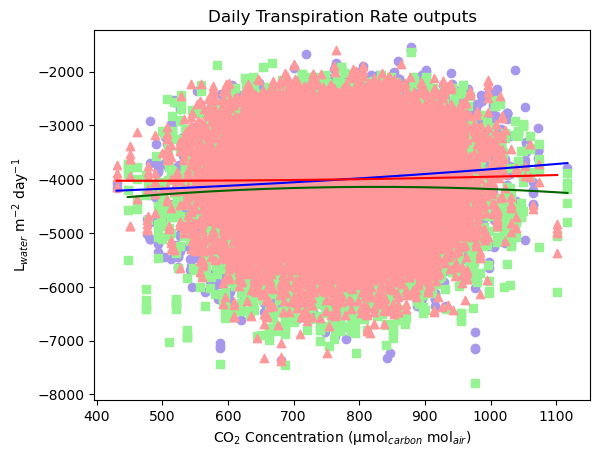 Daily Transpiration Rate outputs
L_water m⁻² day⁻¹
−2000
−3000
−4000
−5000
−6000
−7000
−8000
400 500 600 700 800 900 1000 1100
CO₂ Concentration (μmol_carbon mol_air)